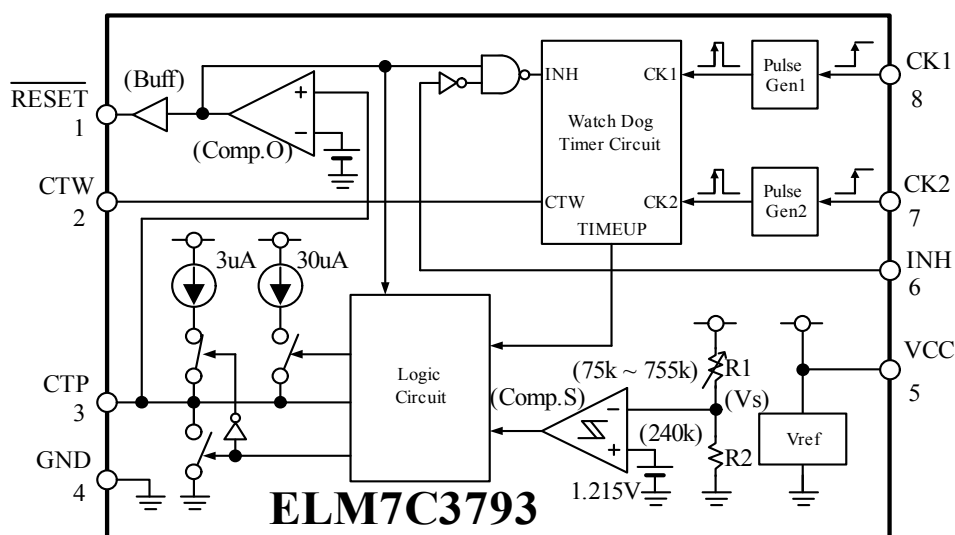 RESET
1
(Buff)
+
−
(Comp.O)
INH
CK1
Watch Dog
Timer Circuit
CTW
CK2
TIMEUP
Pulse
Gen1
CK1
8
Pulse
Gen2
CK2
7
INH
6
CTW
2
3uA
30uA
CTP
3
GND
4
Logic
Circuit
(Comp.S)
(75k ~ 755k)
R1
(Vs)
−
+
(240k)
R2
1.215V
VCC
5
Vref
ELM7C3793